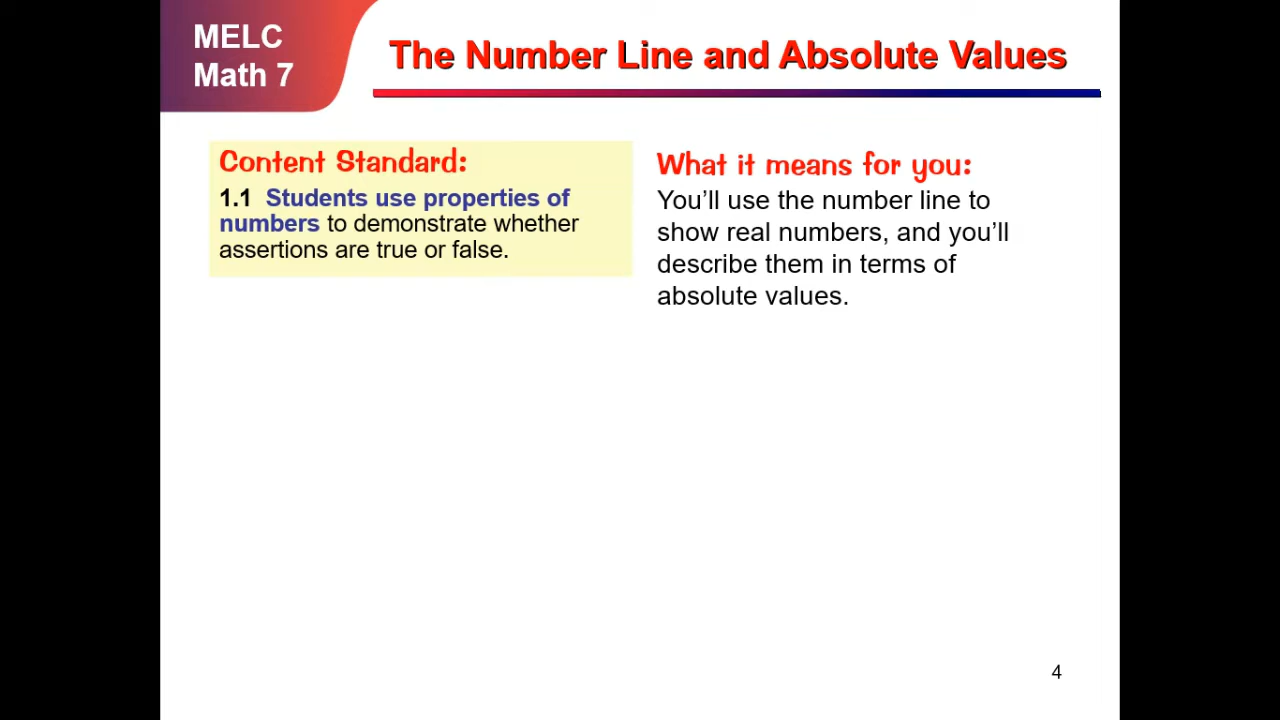 MELC
Math 7
The Number Line and Absolute Values
Content Standard:
1.1 Students use properties of
numbers to demonstrate whether
assertions are true or false.
What it means for you:
You’ll use the number line to
show real numbers, and you’ll
describe them in terms of
absolute values.
4